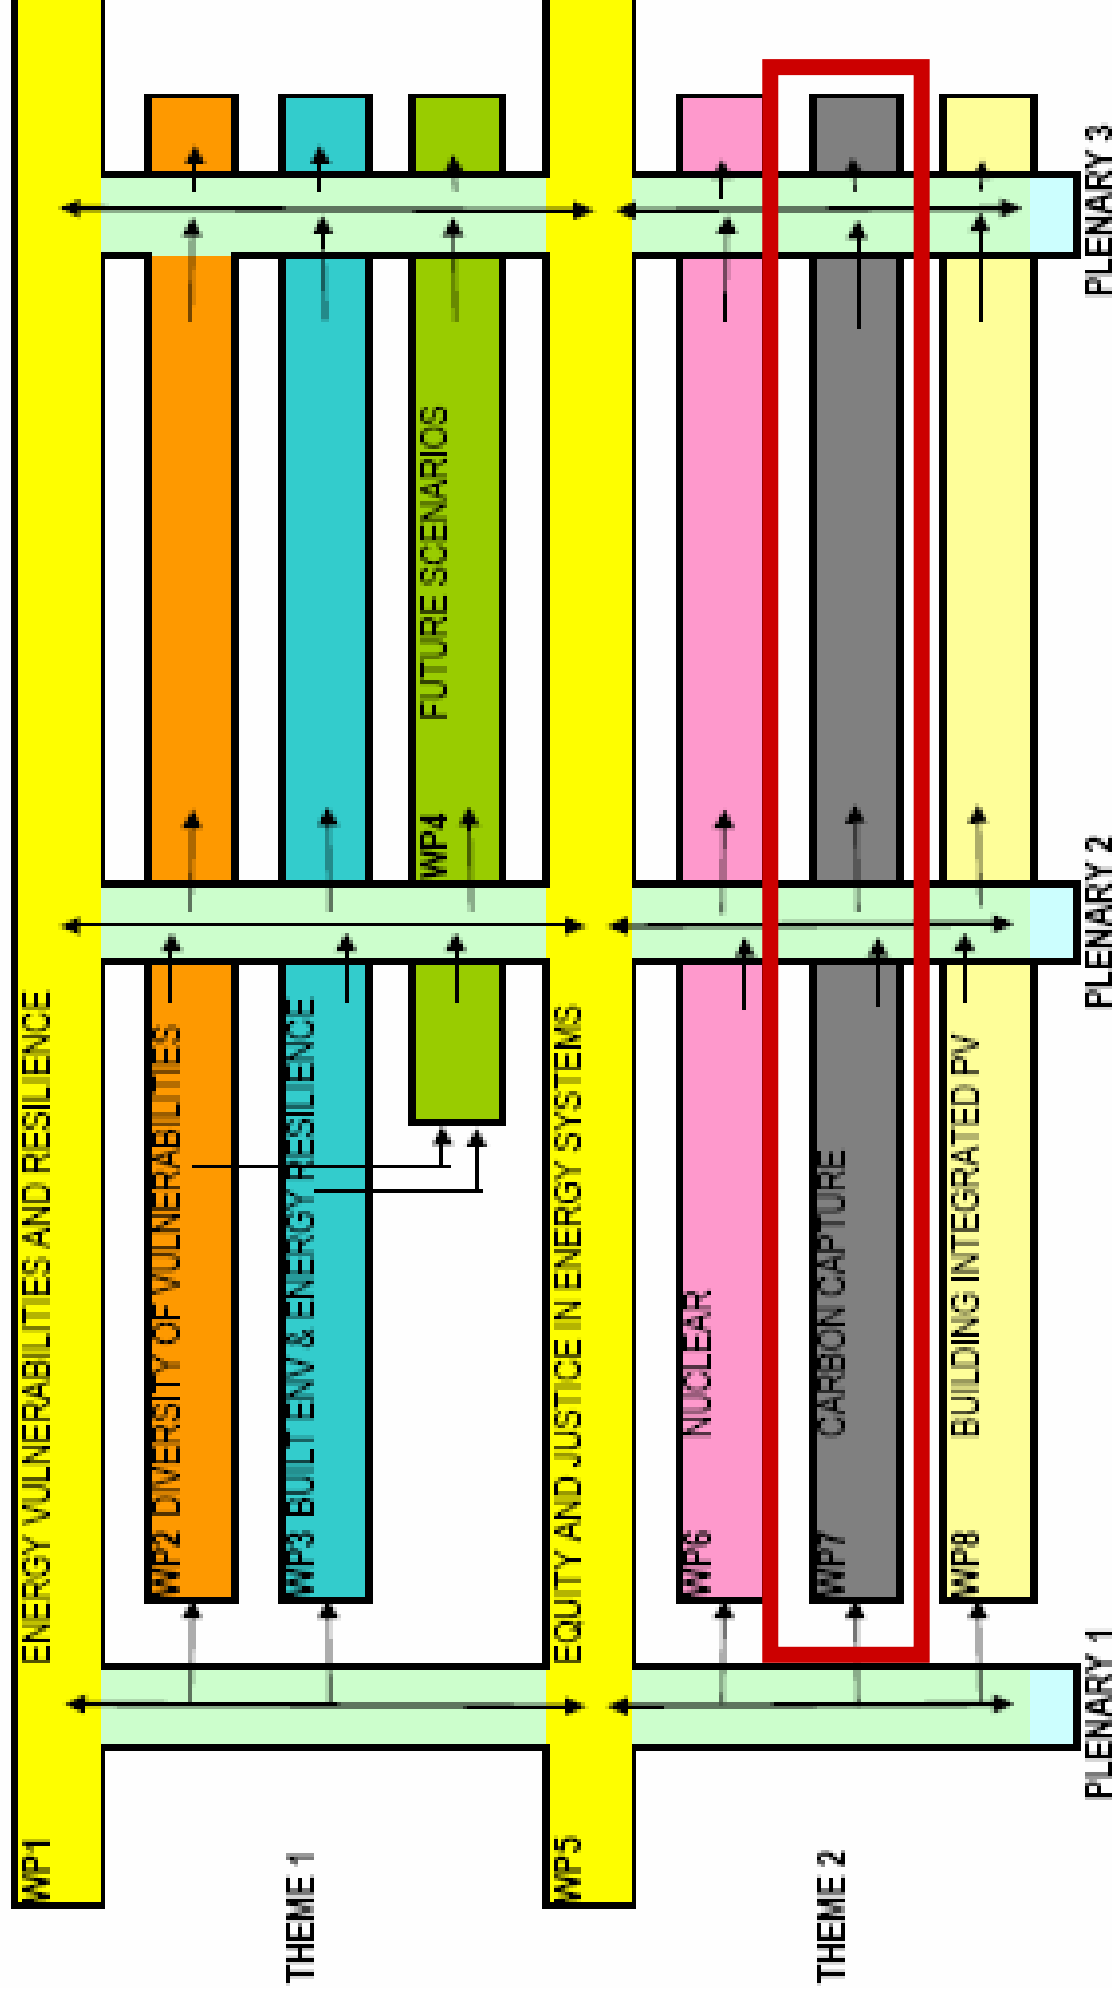 WP1 ENERGY VULNERABILITIES AND RESILIENCE
THEME 1
WP2 DIVERSITY OF VULNERABILITIES
WP3 BUILT ENV & ENERGY RESILIENCE
WP4 FUTURE SCENARIOS
WP5 EQUITY AND JUSTICE IN ENERGY SYSTEMS
THEME 2
WP6 NUCLEAR
WP7 CARBON CAPTURE
WP8 BUILDING INTEGRATED PV
PLENARY 1
PLENARY 2
PLENARY 3